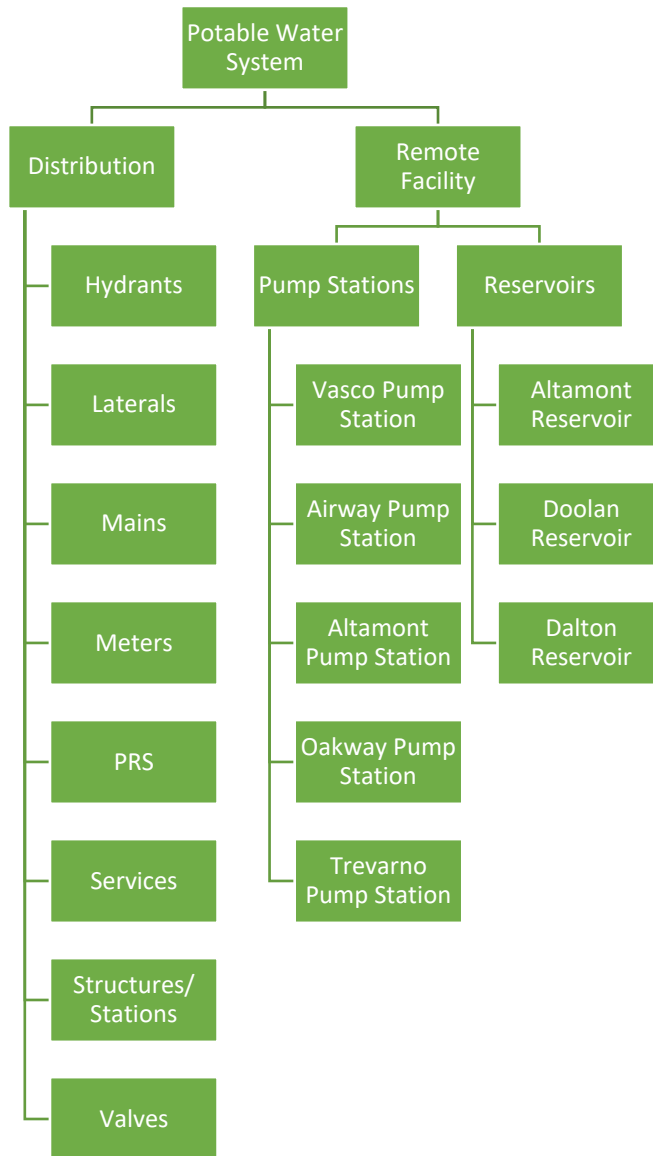 Potable Water
System
Distribution
Remote
Facility
Hydrants
Laterals
Mains
Meters
PRS
Services
Structures/
Stations
Valves
Pump Stations
Vasco Pump
Station
Airway Pump
Station
Altamont
Pump Station
Oakway Pump
Station
Trevarno
Pump Station
Reservoirs
Altamont
Reservoir
Doolan
Reservoir
Dalton
Reservoir